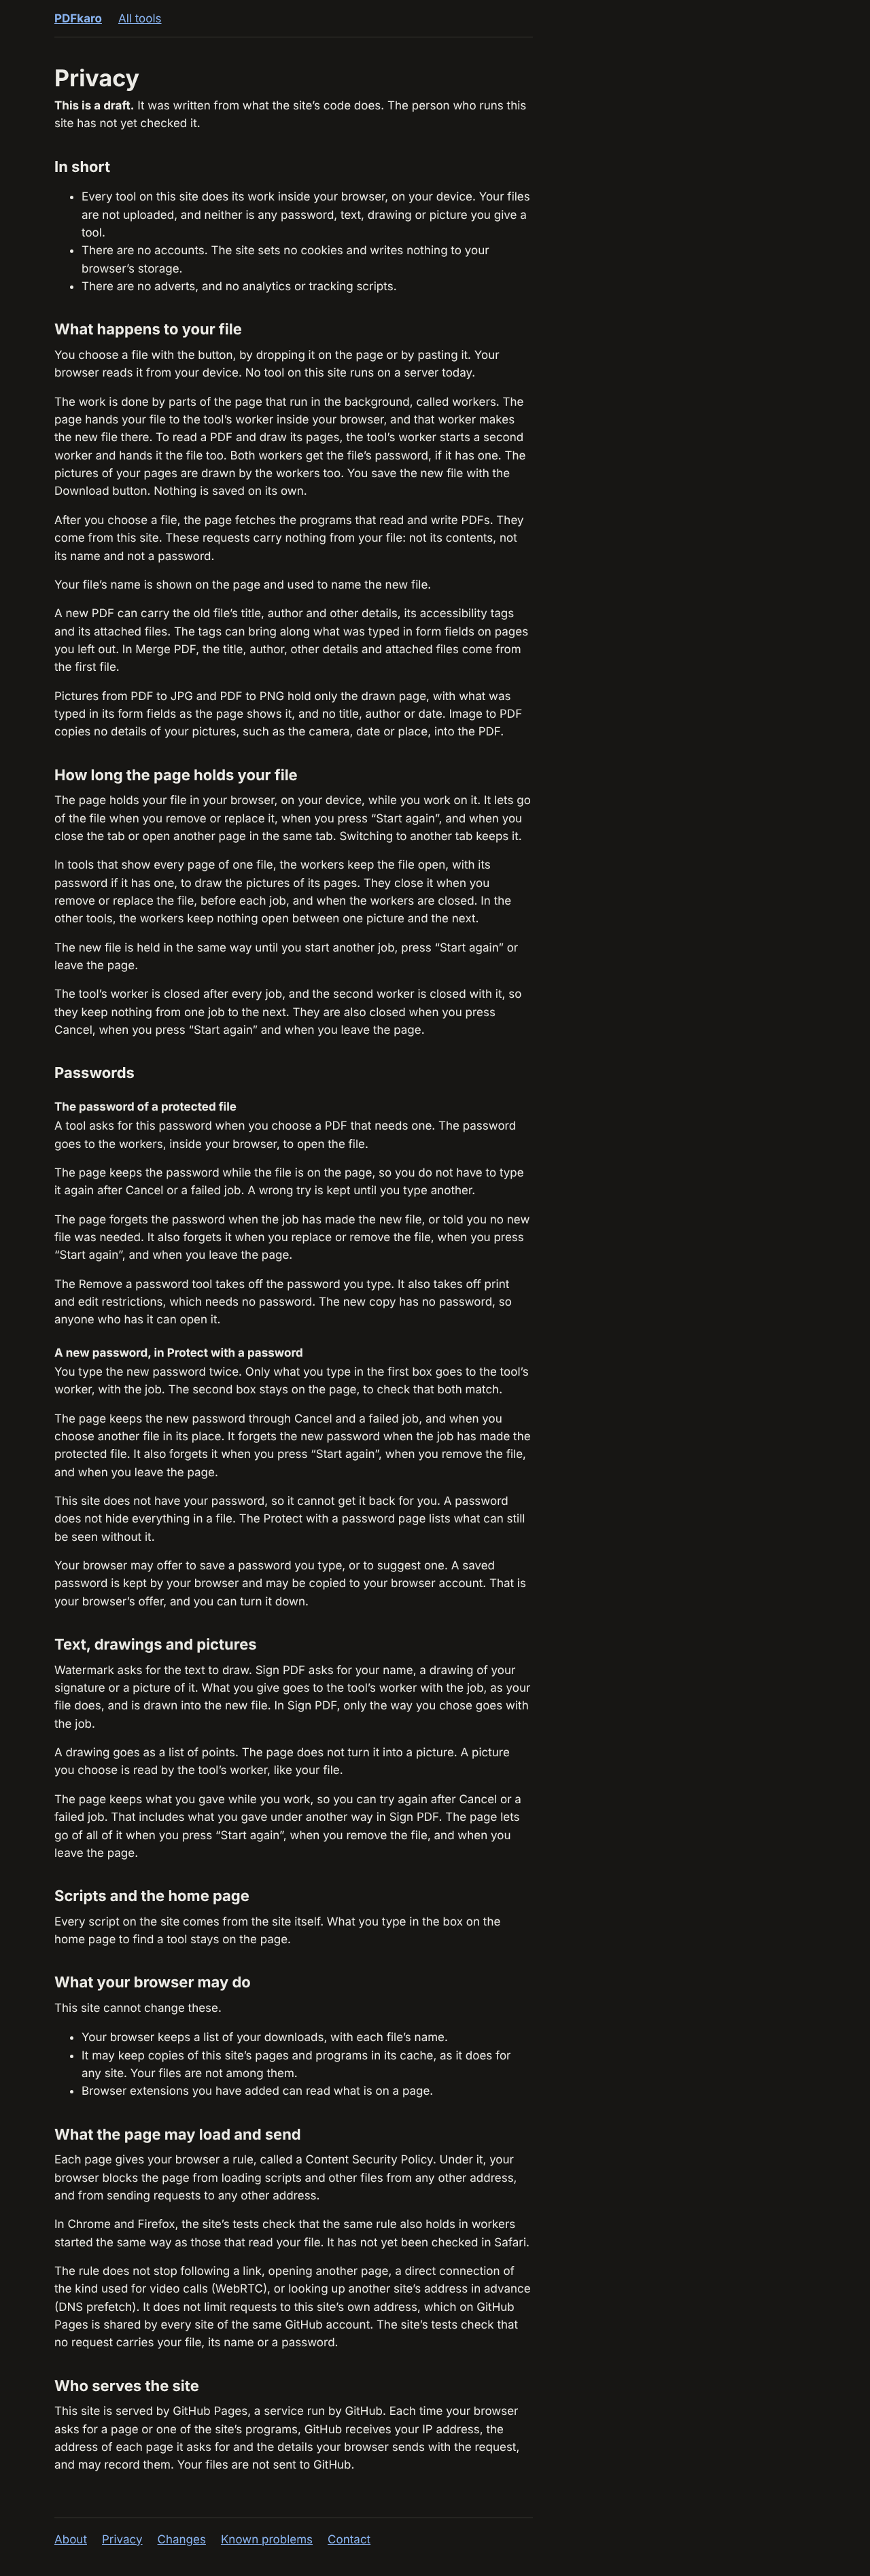 PDFkaro All tools
Privacy
This is a draft. It was written from what the site’s code does. The person who runs this
site has not yet checked it.
In short
• Every tool on this site does its work inside your browser, on your device. Your files
are not uploaded, and neither is any password, text, drawing or picture you give a
tool.
• There are no accounts. The site sets no cookies and writes nothing to your
browser’s storage.
• There are no adverts, and no analytics or tracking scripts.
What happens to your file
You choose a file with the button, by dropping it on the page or by pasting it. Your
browser reads it from your device. No tool on this site runs on a server today.
The work is done by parts of the page that run in the background, called workers. The
page hands your file to the tool’s worker inside your browser, and that worker makes
the new file there. To read a PDF and draw its pages, the tool’s worker starts a second
worker and hands it the file too. Both workers get the file’s password, if it has one. The
pictures of your pages are drawn by the workers too. You save the new file with the
Download button. Nothing is saved on its own.
After you choose a file, the page fetches the programs that read and write PDFs. They
come from this site. These requests carry nothing from your file: not its contents, not
its name and not a password.
Your file’s name is shown on the page and used to name the new file.
A new PDF can carry the old file’s title, author and other details, its accessibility tags
and its attached files. The tags can bring along what was typed in form fields on pages
you left out. In Merge PDF, the title, author, other details and attached files come from
the first file.
Pictures from PDF to JPG and PDF to PNG hold only the drawn page, with what was
typed in its form fields as the page shows it, and no title, author or date. Image to PDF
copies no details of your pictures, such as the camera, date or place, into the PDF.
How long the page holds your file
The page holds your file in your browser, on your device, while you work on it. It lets go
of the file when you remove or replace it, when you press “Start again”, and when you
close the tab or open another page in the same tab. Switching to another tab keeps it.
In tools that show every page of one file, the workers keep the file open, with its
password if it has one, to draw the pictures of its pages. They close it when you
remove or replace the file, before each job, and when the workers are closed. In the
other tools, the workers keep nothing open between one picture and the next.
The new file is held in the same way until you start another job, press “Start again” or
leave the page.
The tool’s worker is closed after every job, and the second worker is closed with it, so
they keep nothing from one job to the next. They are also closed when you press
Cancel, when you press “Start again” and when you leave the page.
Passwords
The password of a protected file
A tool asks for this password when you choose a PDF that needs one. The password
goes to the workers, inside your browser, to open the file.
The page keeps the password while the file is on the page, so you do not have to type
it again after Cancel or a failed job. A wrong try is kept until you type another.
The page forgets the password when the job has made the new file, or told you no new
file was needed. It also forgets it when you replace or remove the file, when you press
“Start again”, and when you leave the page.
The Remove a password tool takes off the password you type. It also takes off print
and edit restrictions, which needs no password. The new copy has no password, so
anyone who has it can open it.
A new password, in Protect with a password
You type the new password twice. Only what you type in the first box goes to the tool’s
worker, with the job. The second box stays on the page, to check that both match.
The page keeps the new password through Cancel and a failed job, and when you
choose another file in its place. It forgets the new password when the job has made the
protected file. It also forgets it when you press “Start again”, when you remove the file,
and when you leave the page.
This site does not have your password, so it cannot get it back for you. A password
does not hide everything in a file. The Protect with a password page lists what can still
be seen without it.
Your browser may offer to save a password you type, or to suggest one. A saved
password is kept by your browser and may be copied to your browser account. That is
your browser’s offer, and you can turn it down.
Text, drawings and pictures
Watermark asks for the text to draw. Sign PDF asks for your name, a drawing of your
signature or a picture of it. What you give goes to the tool’s worker with the job, as your
file does, and is drawn into the new file. In Sign PDF, only the way you chose goes with
the job.
A drawing goes as a list of points. The page does not turn it into a picture. A picture
you choose is read by the tool’s worker, like your file.
The page keeps what you gave while you work, so you can try again after Cancel or a
failed job. That includes what you gave under another way in Sign PDF. The page lets
go of all of it when you press “Start again”, when you remove the file, and when you
leave the page.
Scripts and the home page
Every script on the site comes from the site itself. What you type in the box on the
home page to find a tool stays on the page.
What your browser may do
This site cannot change these.
• Your browser keeps a list of your downloads, with each file’s name.
• It may keep copies of this site’s pages and programs in its cache, as it does for
any site. Your files are not among them.
• Browser extensions you have added can read what is on a page.
What the page may load and send
Each page gives your browser a rule, called a Content Security Policy. Under it, your
browser blocks the page from loading scripts and other files from any other address,
and from sending requests to any other address.
In Chrome and Firefox, the site’s tests check that the same rule also holds in workers
started the same way as those that read your file. It has not yet been checked in Safari.
The rule does not stop following a link, opening another page, a direct connection of
the kind used for video calls (WebRTC), or looking up another site’s address in advance
(DNS prefetch). It does not limit requests to this site’s own address, which on GitHub
Pages is shared by every site of the same GitHub account. The site’s tests check that
no request carries your file, its name or a password.
Who serves the site
This site is served by GitHub Pages, a service run by GitHub. Each time your browser
asks for a page or one of the site’s programs, GitHub receives your IP address, the
address of each page it asks for and the details your browser sends with the request,
and may record them. Your files are not sent to GitHub.
About Privacy Changes Known problems Contact